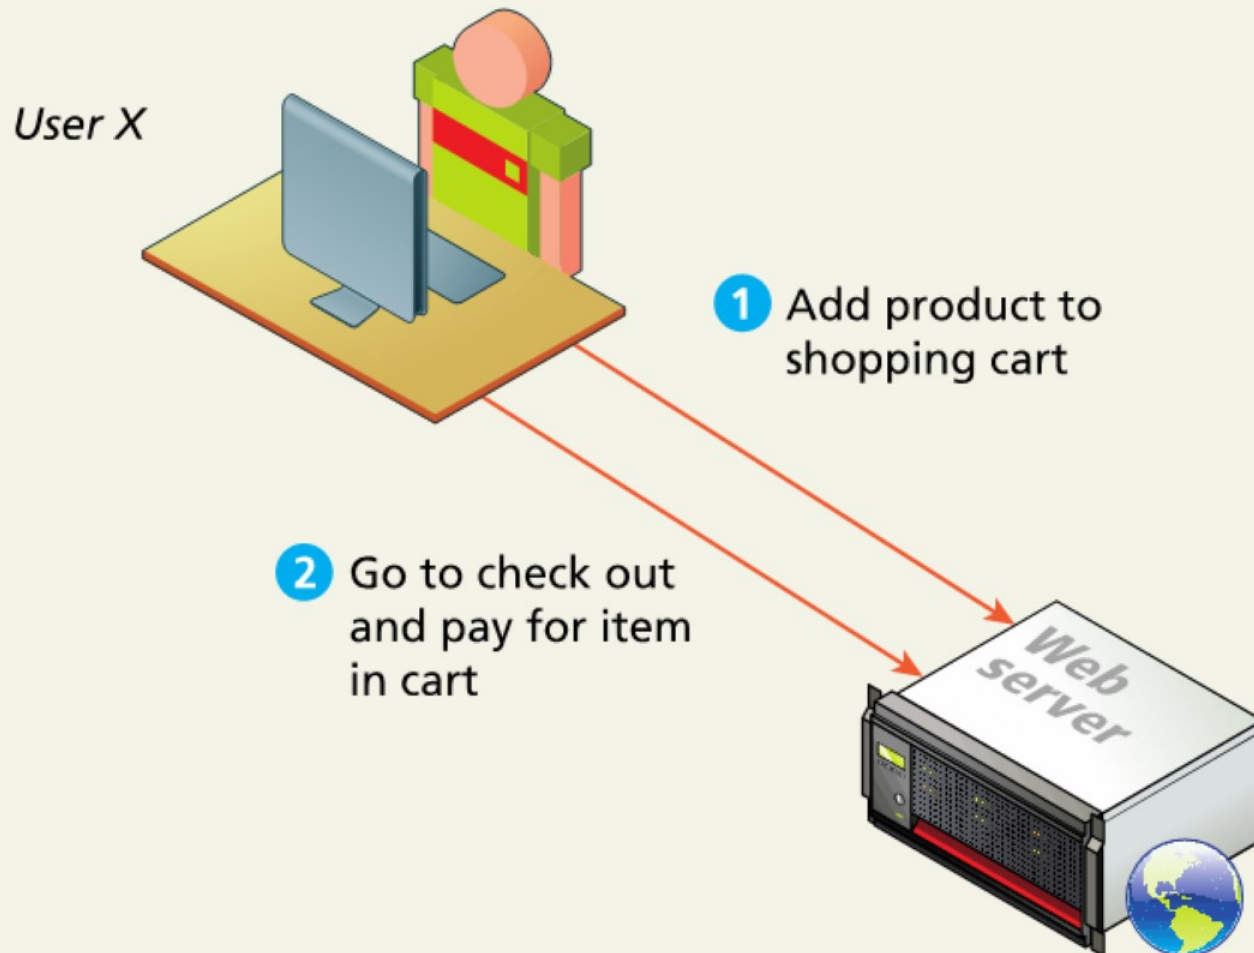 User X
1 Add product to
shopping cart
2 Go to check out
and pay for item
in cart
Web
server